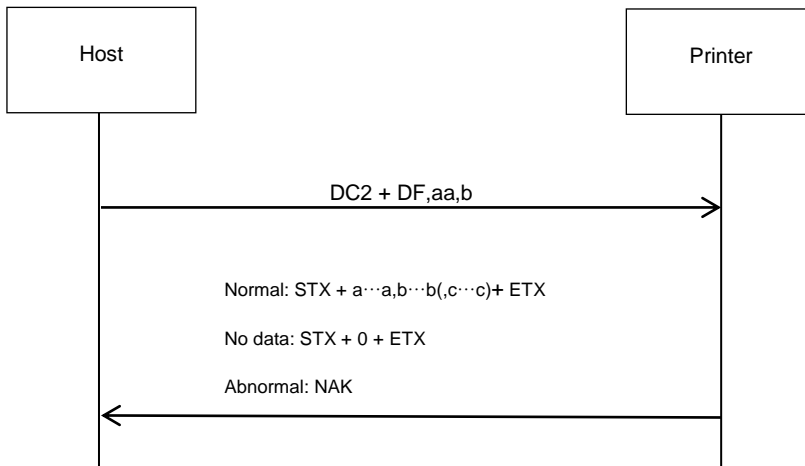 Host
Printer
DC2 + DF,aa,b
Normal: STX + a⋯a,b⋯b(,c⋯c)+ ETX
No data: STX + 0 + ETX
Abnormal: NAK